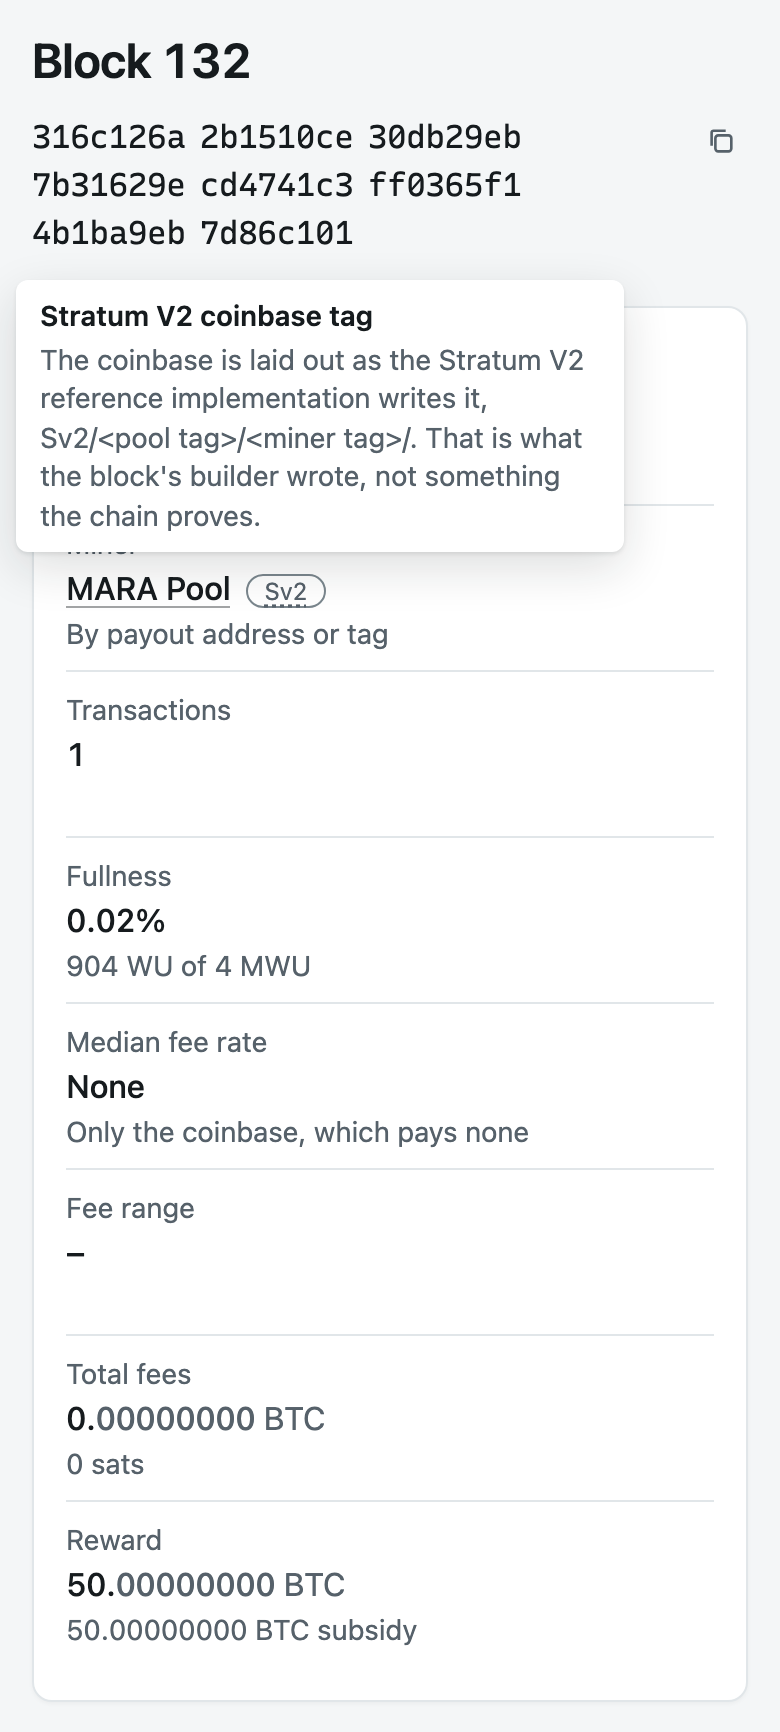 Block 132
316c126a 2b1510ce 30db29eb
7b31629e cd4741c3 ff0365f1
4b1ba9eb 7d86c101
Stratum V2 coinbase tag
The coinbase is laid out as the Stratum V2
reference implementation writes it,
Sv2/<pool tag>/<miner tag>/. That is what
the block's builder wrote, not something
the chain proves.
MARA Pool Sv2
By payout address or tag
Transactions
1
Fullness
0.02%
904 WU of 4 MWU
Median fee rate
None
Only the coinbase, which pays none
Fee range
–
Total fees
0.00000000 BTC
0 sats
Reward
50.00000000 BTC
50.00000000 BTC subsidy